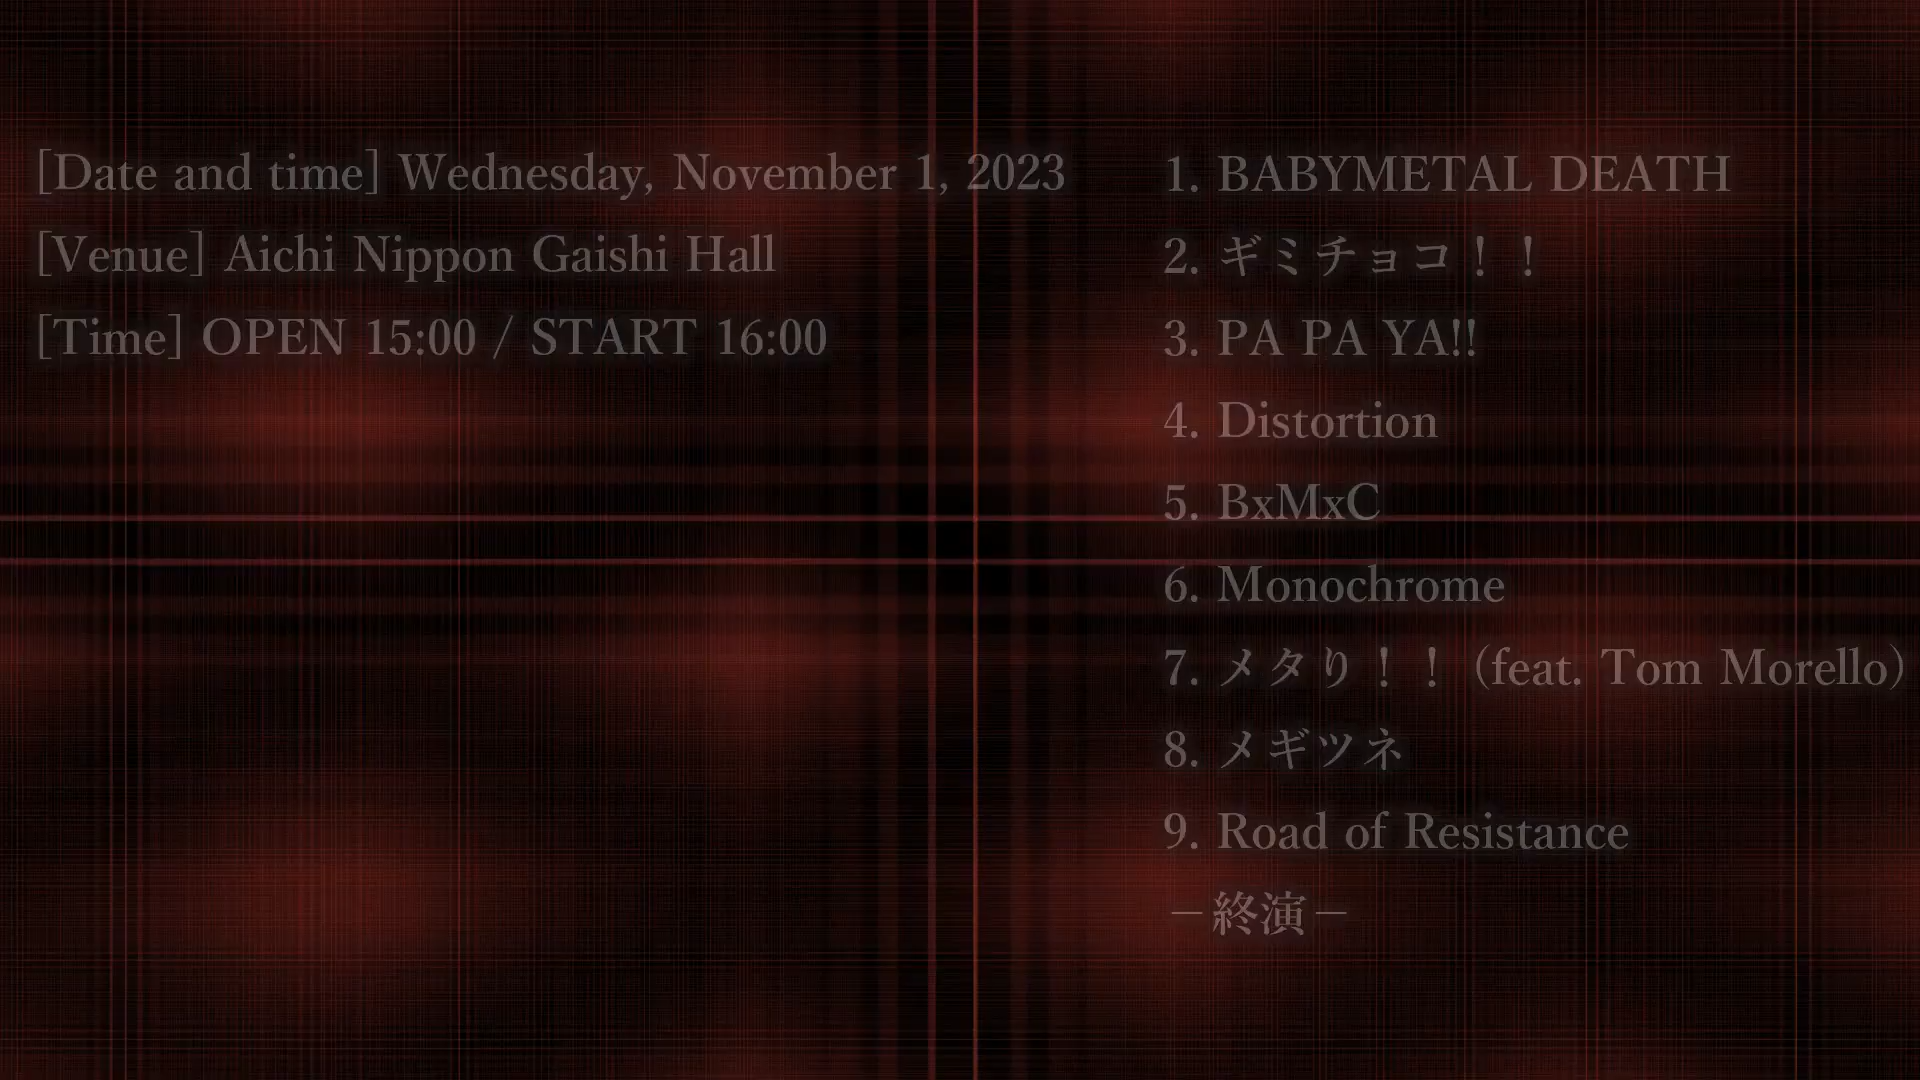 [Date and time] Wednesday, November 1, 2023
[Venue] Aichi Nippon Gaishi Hall
[Time] OPEN 15:00 / START 16:00
1. BABYMETAL DEATH
2. ギミチョコ！！
3. PA PA YA!!
4. Distortion
5. BxMxC
6. Monochrome
7. メタり！！ (feat. Tom Morello)
8. メギツネ
9. Road of Resistance
－終演－